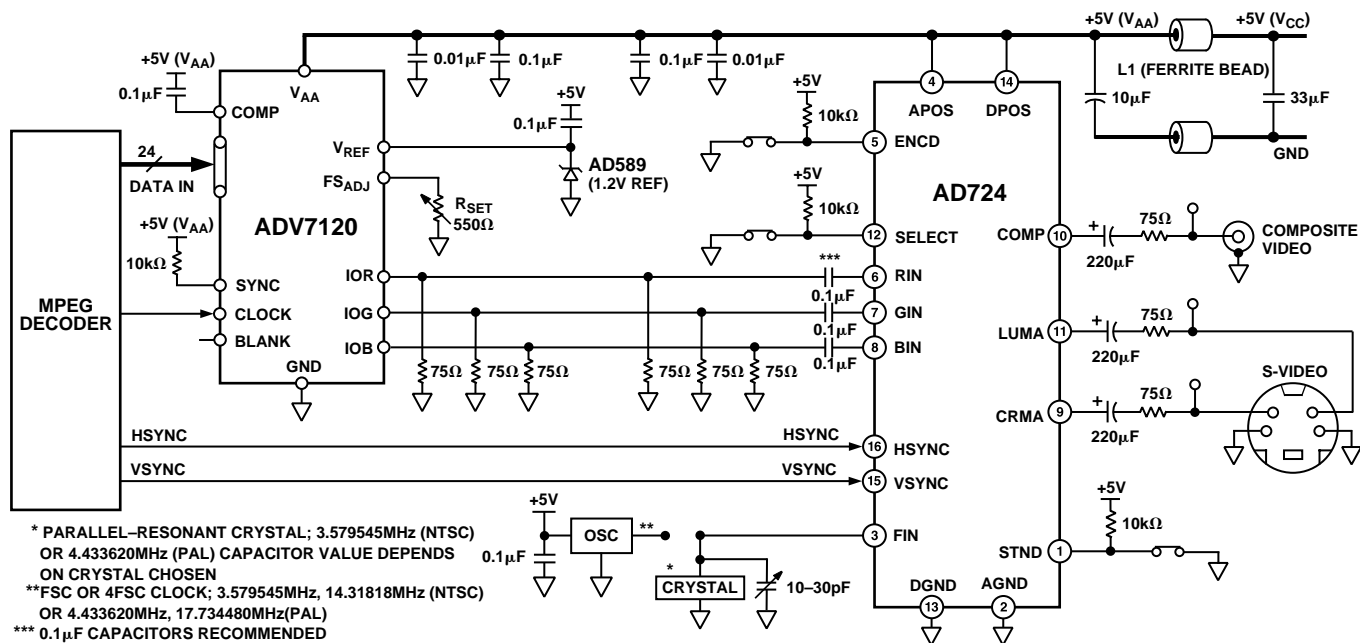 +5V (VAA)
+5V (VCC)
0.01µF
0.1µF
0.1µF
0.01µF
L1 (FERRITE BEAD)
10µF
33µF
GND
+5V (VAA)
0.1µF
COMP
VAA
4
14
APOS
DPOS
+5V
0.1µF
+5V
10kΩ
5
ENCD
24
DATA IN
VREF
AD589
(1.2V REF)
FSADJ
RSET
550Ω
ADV7120
AD724
+5V
10kΩ
12
SELECT
COMP
10
220µF
75Ω
COMPOSITE
VIDEO
+5V (VAA)
10kΩ
SYNC
MPEG
DECODER
CLOCK
BLANK
GND
IOR
IOG
IOB
75Ω
75Ω
75Ω
75Ω
75Ω
75Ω
***
0.1µF
0.1µF
0.1µF
6
RIN
7
GIN
8
BIN
LUMA
11
220µF
75Ω
S-VIDEO
CRMA
9
220µF
75Ω
HSYNC
HSYNC
16
HSYNC
VSYNC
VSYNC
15
VSYNC
+5V
OSC
**
0.1µF
*
CRYSTAL
10–30pF
3
FIN
+5V
10kΩ
STND
1
DGND
AGND
13
2
* PARALLEL–RESONANT CRYSTAL; 3.579545MHz (NTSC)
OR 4.433620MHz (PAL) CAPACITOR VALUE DEPENDS
ON CRYSTAL CHOSEN
**FSC OR 4FSC CLOCK; 3.579545MHz, 14.31818MHz (NTSC)
OR 4.433620MHz, 17.734480MHz(PAL)
*** 0.1µF CAPACITORS RECOMMENDED